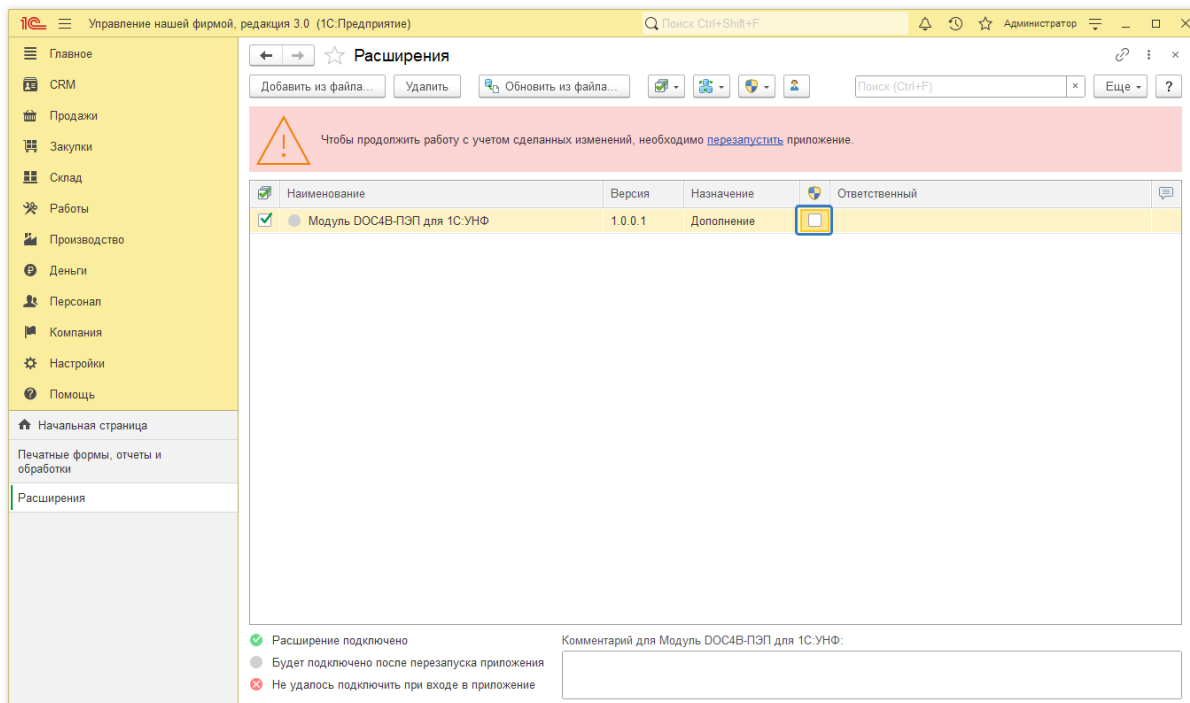 1С Управление нашей фирмой, редакция 3.0 (1С:Предприятие) Поиск Ctrl+Shift+F Администратор
Главное
CRM
Продажи
Закупки
Склад
Работы
Производство
Деньги
Персонал
Компания
Настройки
Помощь
Начальная страница
Печатные формы, отчеты и
обработки
Расширения
Расширения
Добавить из файла... Удалить Обновить из файла... Поиск (Ctrl+F) × Еще ?
Чтобы продолжить работу с учетом сделанных изменений, необходимо перезапустить приложение.
Наименование Версия Назначение Ответственный
Модуль DOC4B-ПЭП для 1С:УНФ 1.0.0.1 Дополнение
Расширение подключено
Будет подключено после перезапуска приложения
Не удалось подключить при входе в приложение
Комментарий для Модуль DOC4B-ПЭП для 1С:УНФ: